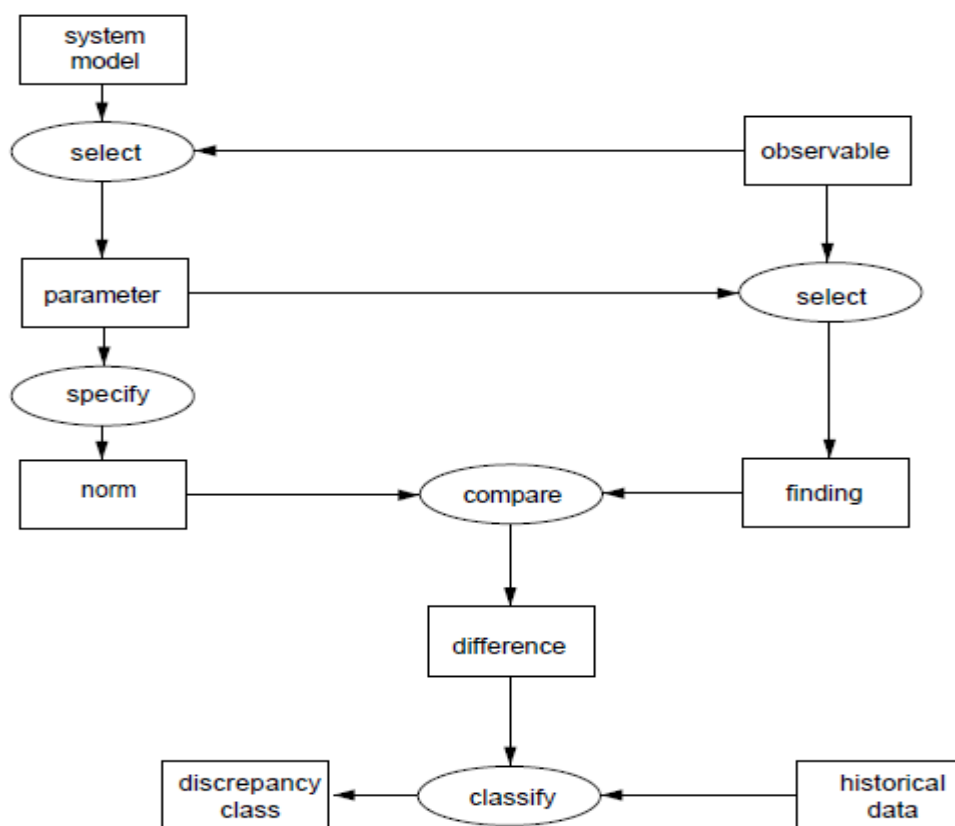 system
model
select
observable
parameter
select
specify
norm
compare
finding
difference
discrepancy
class
classify
historical
data